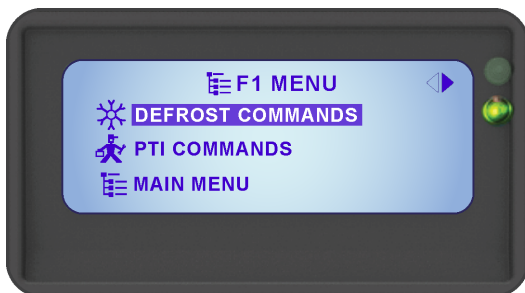 F1 MENU
DEFROST COMMANDS
PTI COMMANDS
MAIN MENU